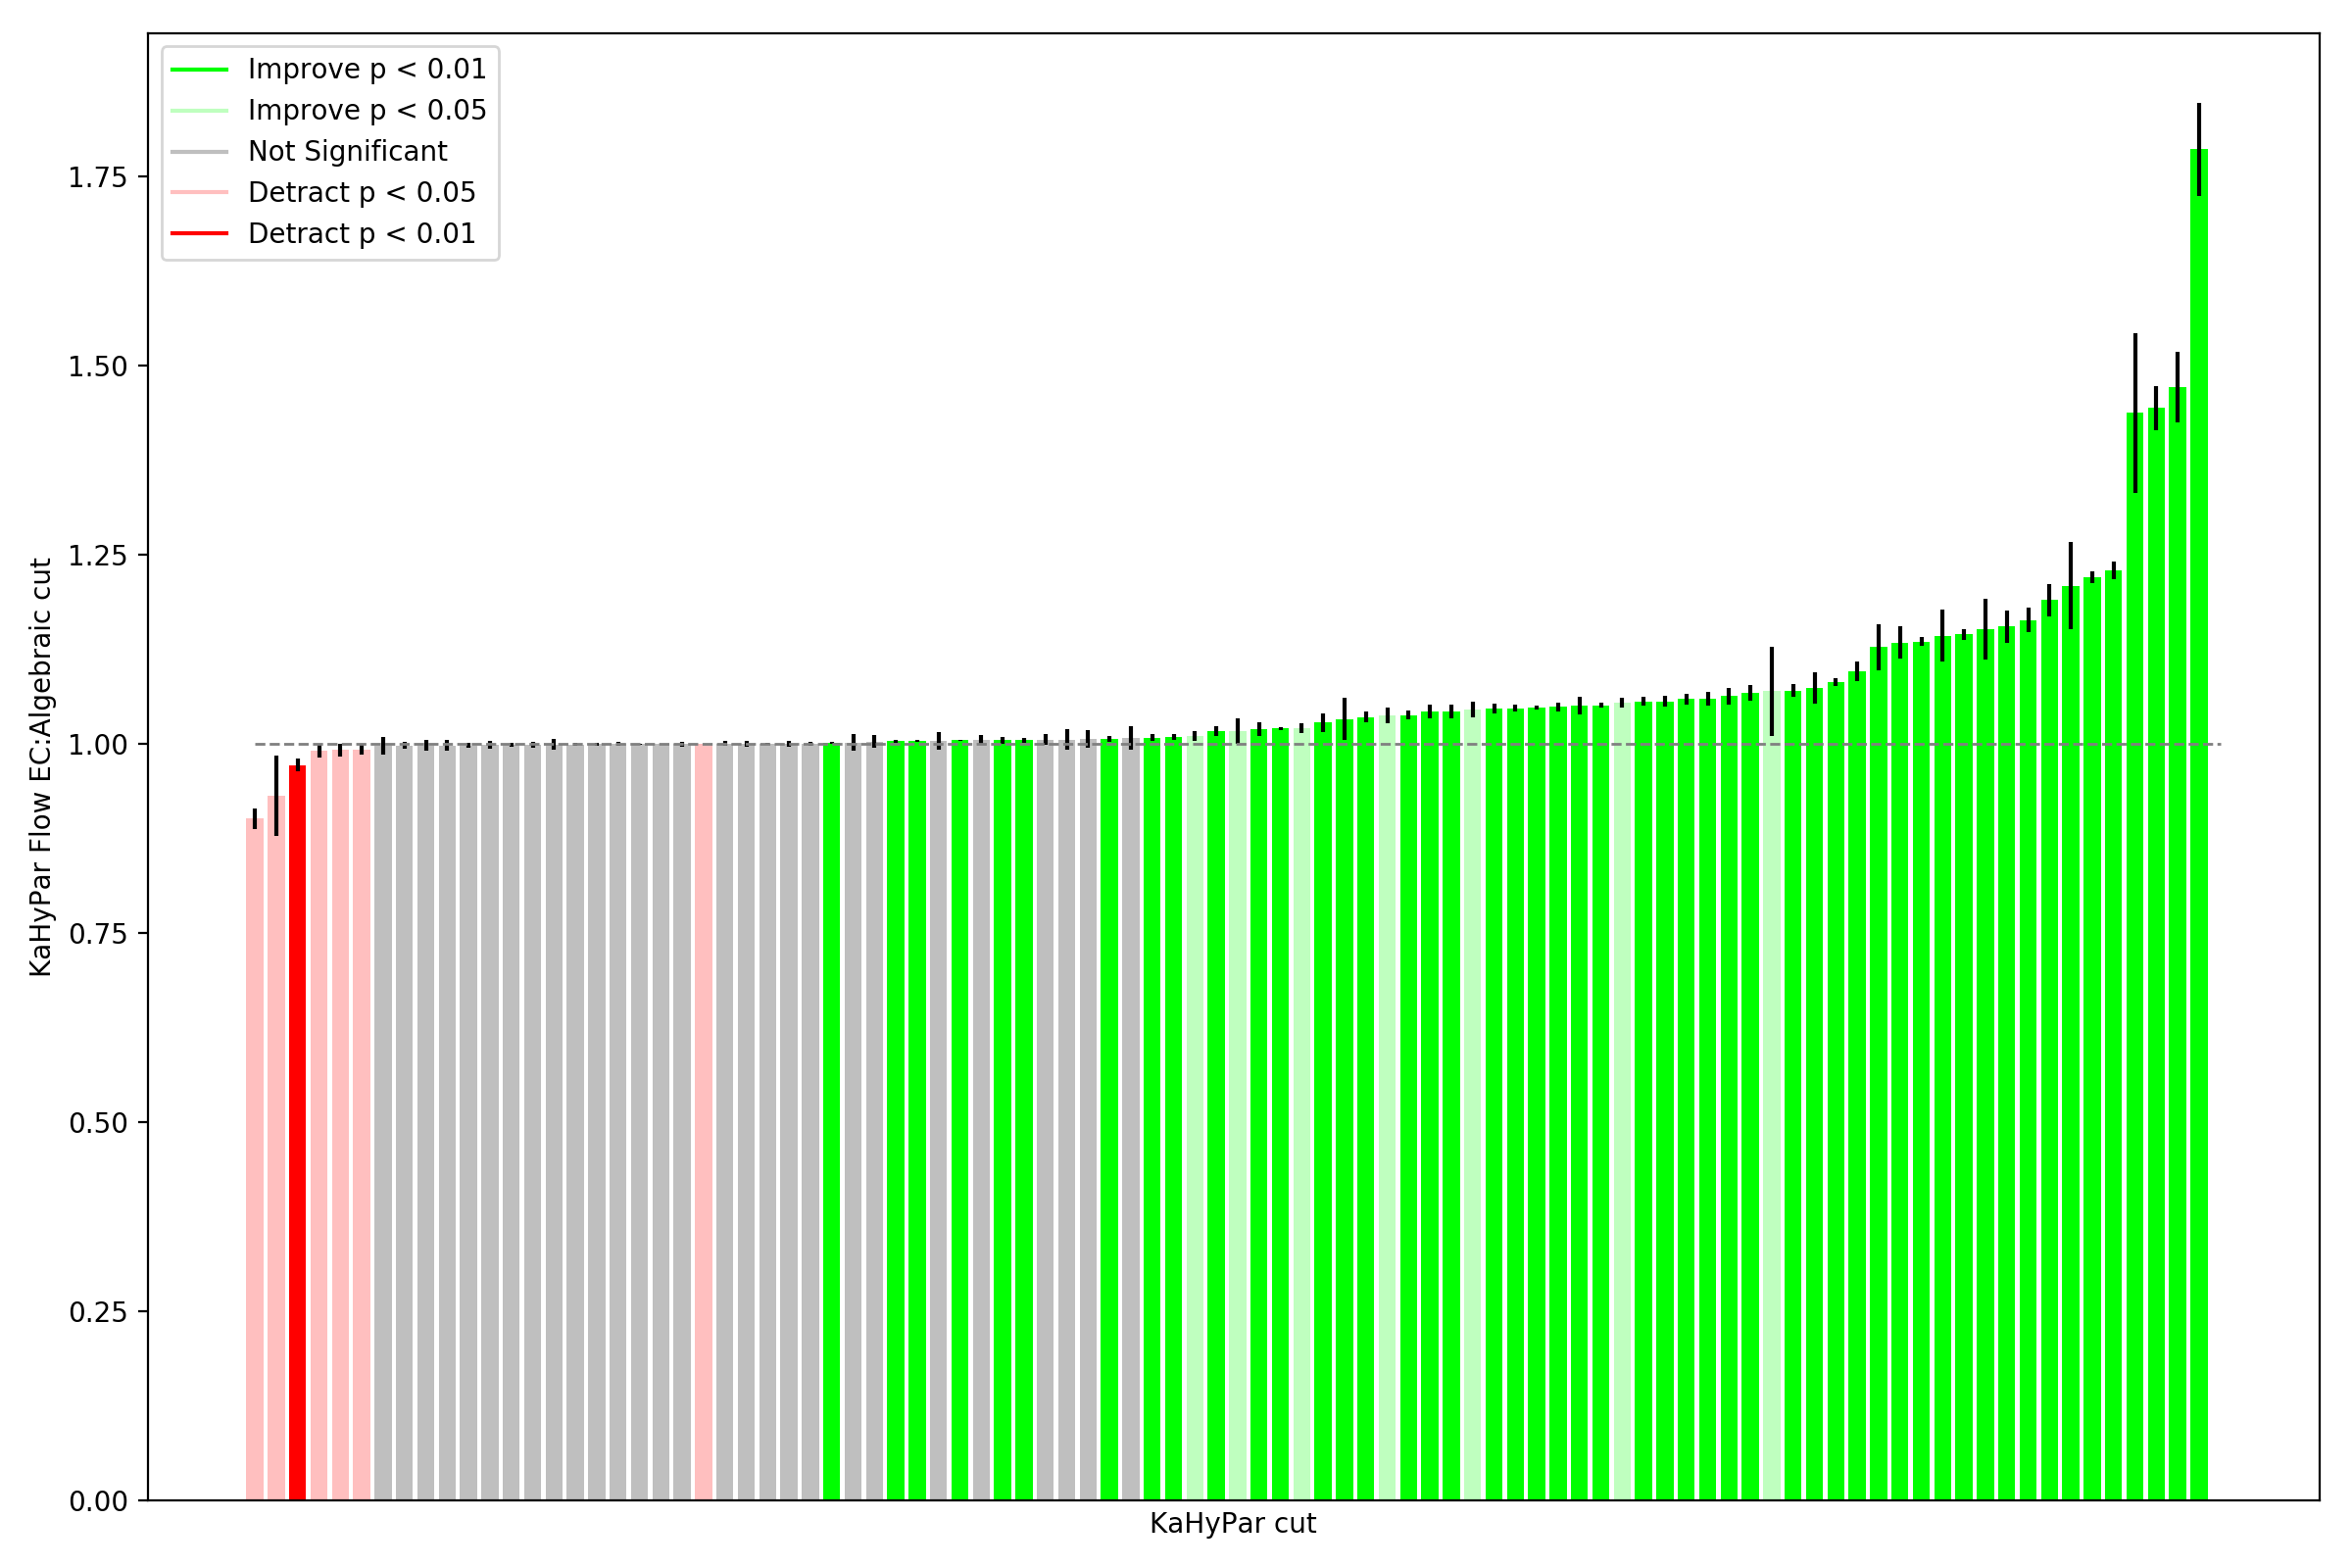 Improve p < 0.01
Improve p < 0.05
Not Significant
Detract p < 0.05
Detract p < 0.01
1.75
1.50
1.25
1.00
0.75
0.50
0.25
0.00
KaHyPar Flow EC:Algebraic cut
KaHyPar cut